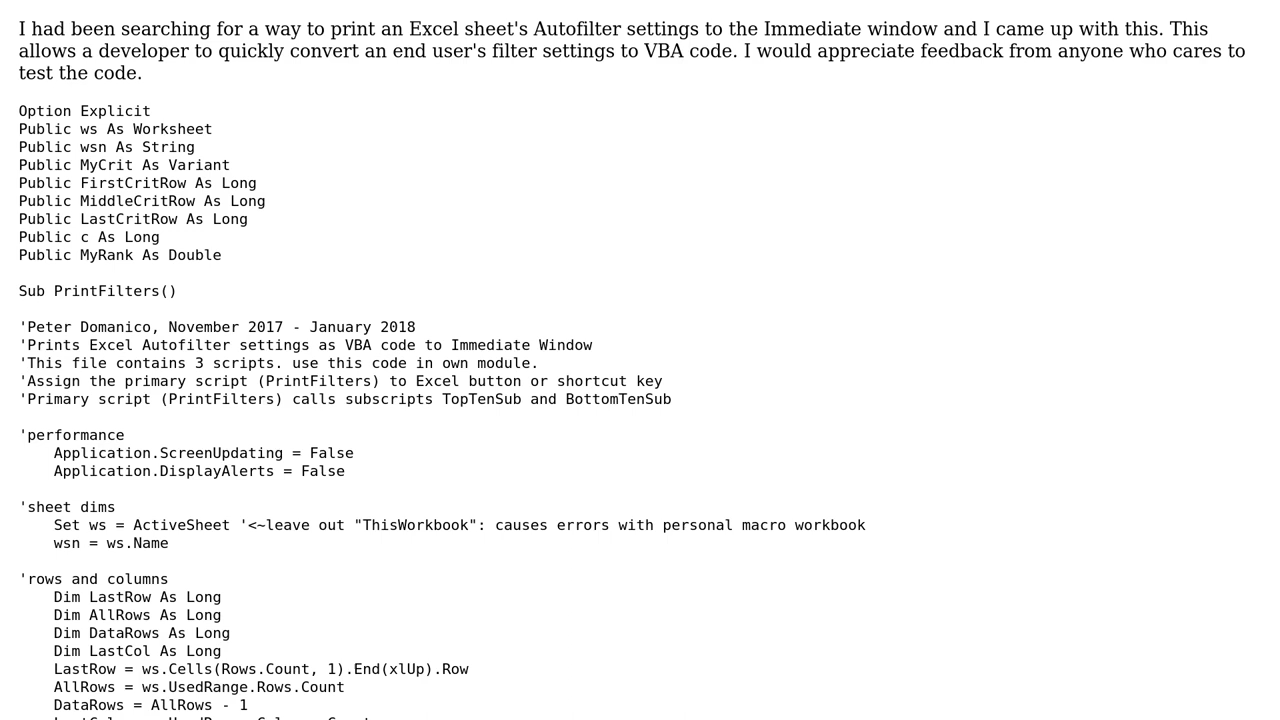 I had been searching for a way to print an Excel sheet's Autofilter settings to the Immediate window and I came up with this. This
allows a developer to quickly convert an end user's filter settings to VBA code. I would appreciate feedback from anyone who cares to
test the code.
Option Explicit
Public ws As Worksheet
Public wsn As String
Public MyCrit As Variant
Public FirstCritRow As Long
Public MiddleCritRow As Long
Public LastCritRow As Long
Public c As Long
Public MyRank As Double
Sub PrintFilters()
'Peter Domanico, November 2017 - January 2018
'Prints Excel Autofilter settings as VBA code to Immediate Window
'This file contains 3 scripts. use this code in own module.
'Assign the primary script (PrintFilters) to Excel button or shortcut key
'Primary script (PrintFilters) calls subscripts TopTenSub and BottomTenSub
'performance
    Application.ScreenUpdating = False
    Application.DisplayAlerts = False
'sheet dims
    Set ws = ActiveSheet '<~leave out "ThisWorkbook": causes errors with personal macro workbook
    wsn = ws.Name
'rows and columns
    Dim LastRow As Long
    Dim AllRows As Long
    Dim DataRows As Long
    Dim LastCol As Long
    LastRow = ws.Cells(Rows.Count, 1).End(xlUp).Row
    AllRows = ws.UsedRange.Rows.Count
    DataRows = AllRows - 1